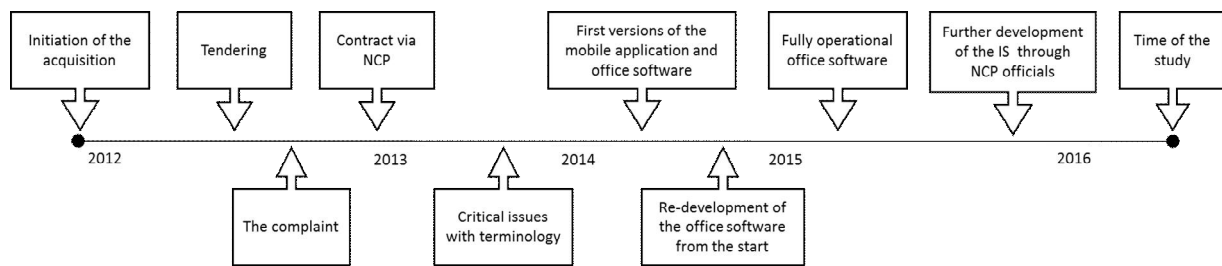 Initiation of the
acquisition
Tendering
Contract via
NCP
First versions of the
mobile application and
office software
Fully operational
office software
Further development
of the IS through
NCP officials
Time of the
study
2012
2013
2014
2015
2016
The complaint
Critical issues
with terminology
Re-development of
the office software
from the start